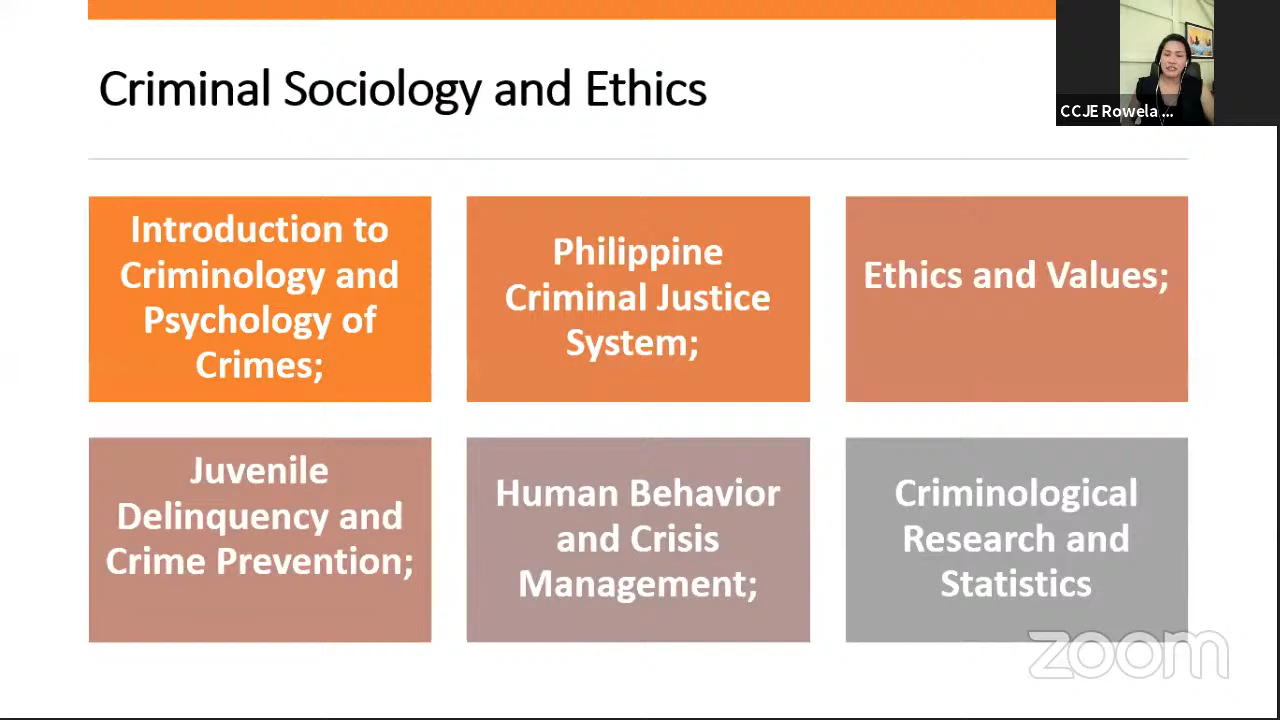 Criminal Sociology and Ethics
CCJE Rowela ...
Introduction to
Criminology and
Psychology of
Crimes;
Philippine
Criminal Justice
System;
Ethics and Values;
Juvenile
Delinquency and
Crime Prevention;
Human Behavior
and Crisis
Management;
Criminological
Research and
Statistics
zoom